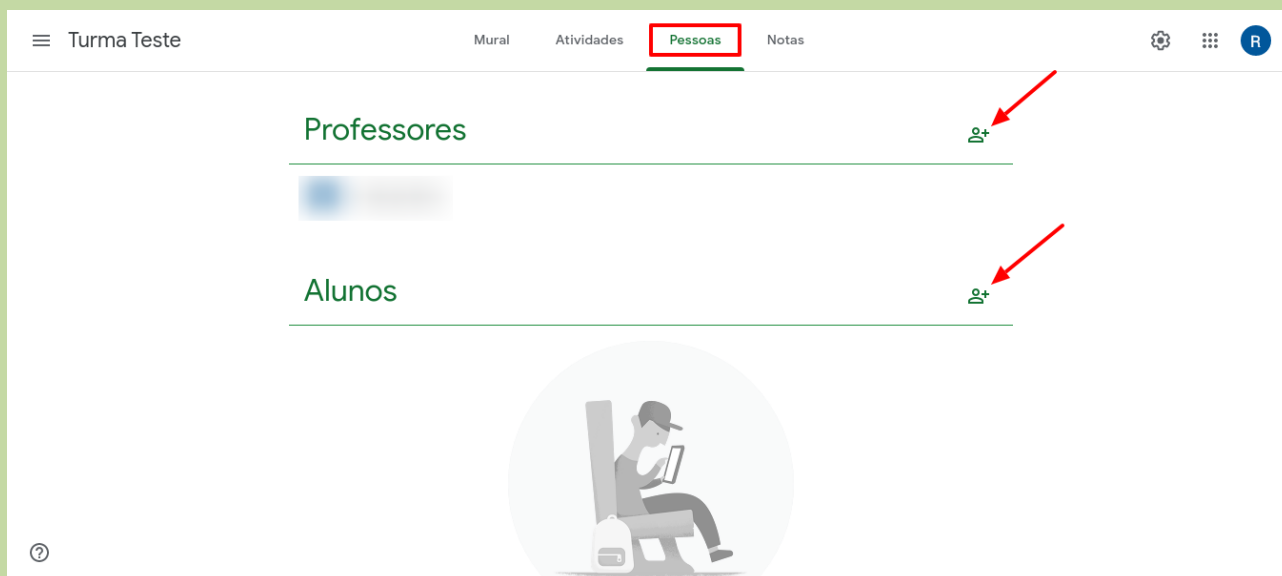 Turma Teste
Mural Atividades Pessoas Notas
R
Professores
Alunos